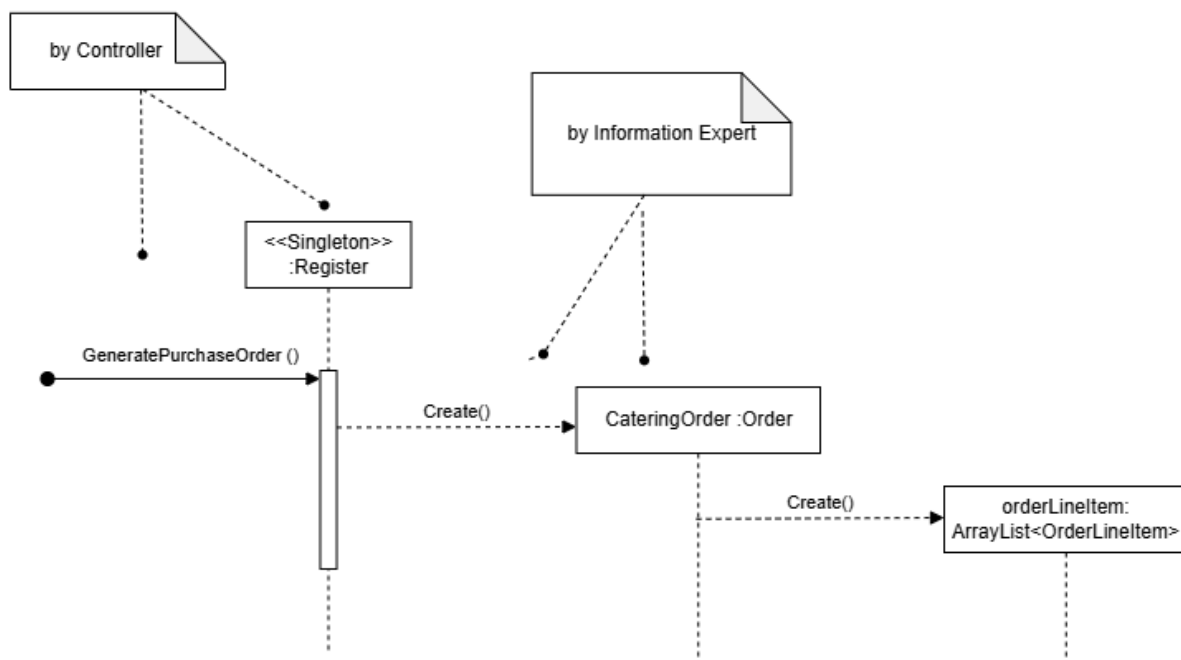 by Controller
by Information Expert
<<Singleton>>
:Register
GeneratePurchaseOrder ()
Create()
CateringOrder :Order
Create()
orderLineItem:
ArrayList<OrderLineItem>